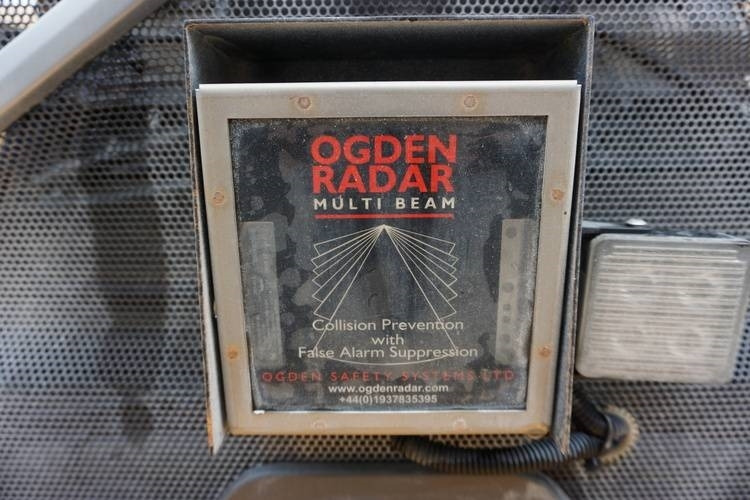 OGDEN
RADAR
MULTI BEAM
Collision Prevention
with
False Alarm Suppression
OGDEN SAFETY SYSTEMS LTD
www.ogdenradar.com
+44(0)1937835395